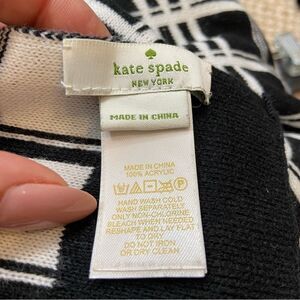 kate spade
NEW YORK
MADE IN CHINA
MADE IN CHINA
100% ACRYLIC
HAND WASH COLD
WASH SEPARATELY
ONLY NON-CHLORINE
BLEACH WHEN NEEDED
RESHAPE AND LAY FLAT
TO DRY
DO NOT IRON
OR DRY CLEAN